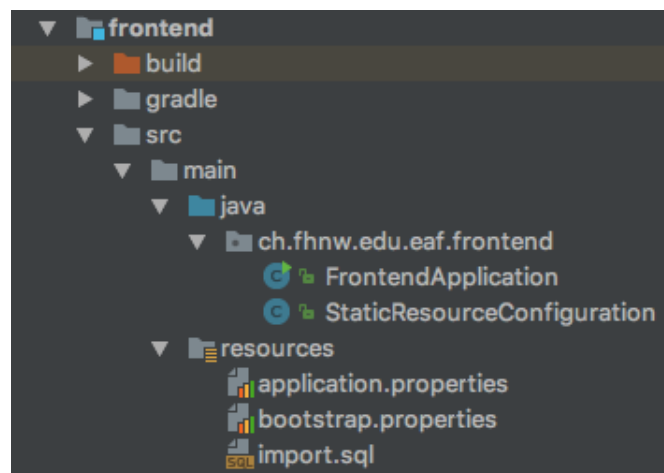 frontend
build
gradle
src
main
java
ch.fhnw.edu.eaf.frontend
FrontendApplication
StaticResourceConfiguration
resources
application.properties
bootstrap.properties
SQL import.sql